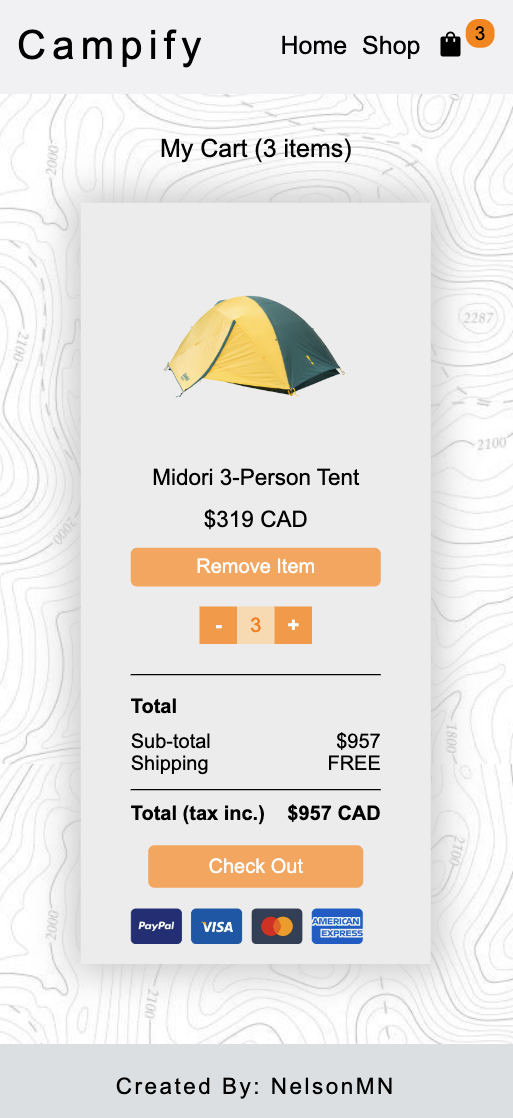 Campify
Home Shop 3
My Cart (3 items)
2000
2287
2100
2100
2000
Midori 3-Person Tent
$319 CAD
Remove Item
- 3 +
Total
Sub-total $957
Shipping FREE
1800
Total (tax inc.) $957 CAD
2100
Check Out
PayPal VISA AMERICAN EXPRESS
2000
2100
Created By: NelsonMN